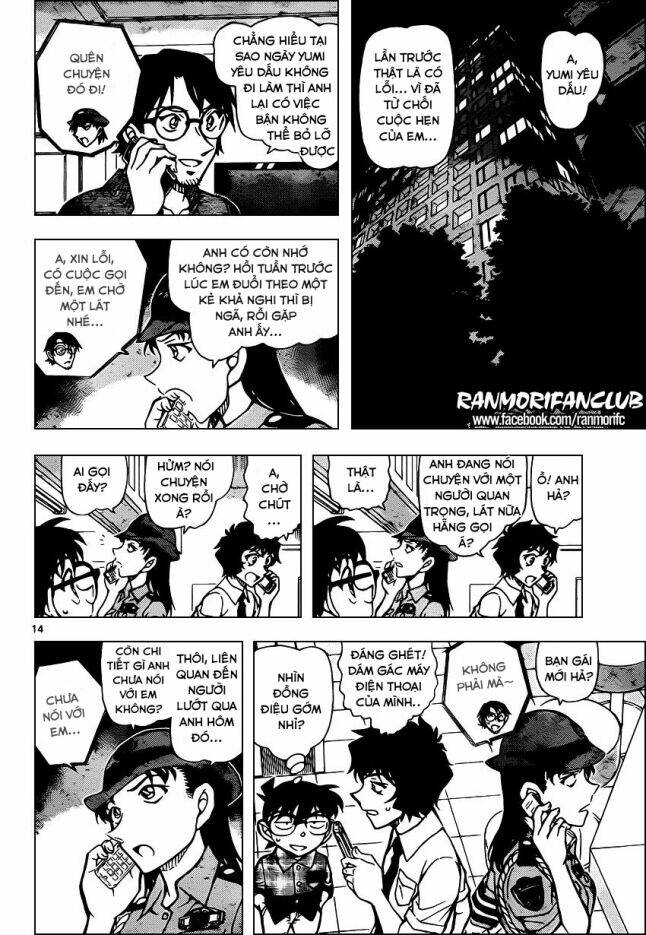 A,
YUMI YÊU
DẤU!
LẦN TRƯỚC
THẬT LÀ CÓ
LỖI... VÌ ĐÃ
TỪ CHỐI
CUỘC HẸN
CỦA EM...
CHẲNG HIỂU TẠI
SAO NGÀY YUMI
YÊU DẤU KHÔNG
ĐI LÀM THÌ ANH
LẠI CÓ VIỆC
BẬN KHÔNG
THỂ BỎ LỠ
ĐƯỢC
QUÊN
CHUYỆN
ĐÓ ĐI!
RANMORIFANCLUB
www.facebook.com/ranmorifc
ANH CÓ CÒN NHỚ
KHÔNG? HỒI TUẦN TRƯỚC
LÚC EM ĐUỔI THEO MỘT
KẺ KHẢ NGHI THÌ BỊ
NGÃ, RỒI GẶP
ANH ẤY...
A, XIN LỖI,
CÓ CUỘC GỌI
ĐẾN, EM CHỜ
MỘT LÁT
NHÉ...
Ồ! ANH
HẢ?
ANH ĐANG NÓI
CHUYỆN VỚI MỘT
NGƯỜI QUAN
TRỌNG, LÁT NỮA
HẴNG GỌI
Á?
THẬT
LÀ...
A,
CHỜ
CHÚT...
HỬM? NÓI
CHUYỆN
XONG RỒI
À?
AI GỌI
ĐẤY?
14
BẠN GÁI
MỚI HẢ?
KHÔNG
PHẢI MÀ~
ĐÁNG GHÉT!
DÁM GÁC MÁY
ĐIỆN THOẠI
CỦA MÌNH..
NHÌN
ĐỒNG
ĐIỆU GỚM
NHỈ?
THÔI, LIÊN
QUAN ĐẾN
NGƯỜI
LƯỚT QUA
ANH HÔM
ĐÓ...
CÒN CHI
TIẾT GÌ ANH
CHƯA NÓI
VỚI EM
KHÔNG?
CHƯA
NÓI VỚI
EM...